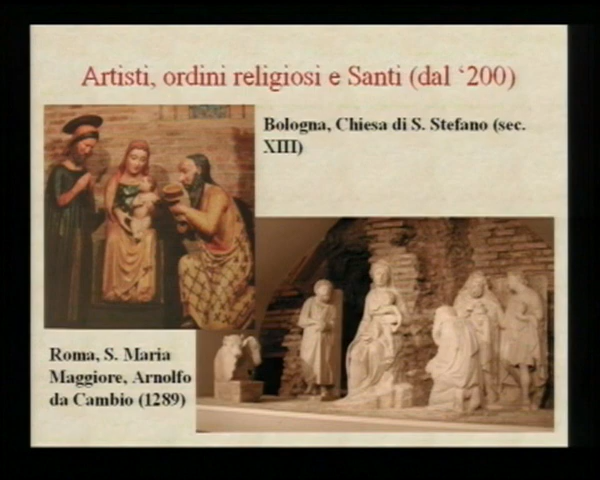 Artisti, ordini religiosi e Santi (dal ‘200)
Bologna, Chiesa di S. Stefano (sec.
XIII)
Roma, S. Maria
Maggiore, Arnolfo
da Cambio (1289)